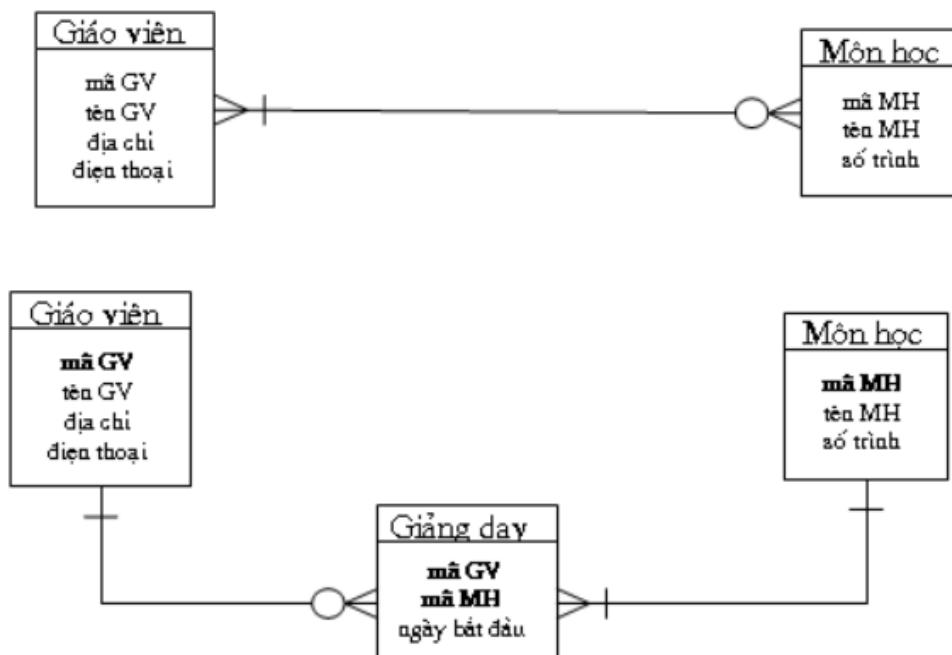 Giáo viên
mã GV
tên GV
địa chỉ
điện thoại
Môn học
mã MH
tên MH
số trình
Giáo viên
mã GV
tên GV
địa chỉ
điện thoại
Môn học
mã MH
tên MH
số trình
Giảng dạy
mã GV
mã MH
ngày bắt đầu